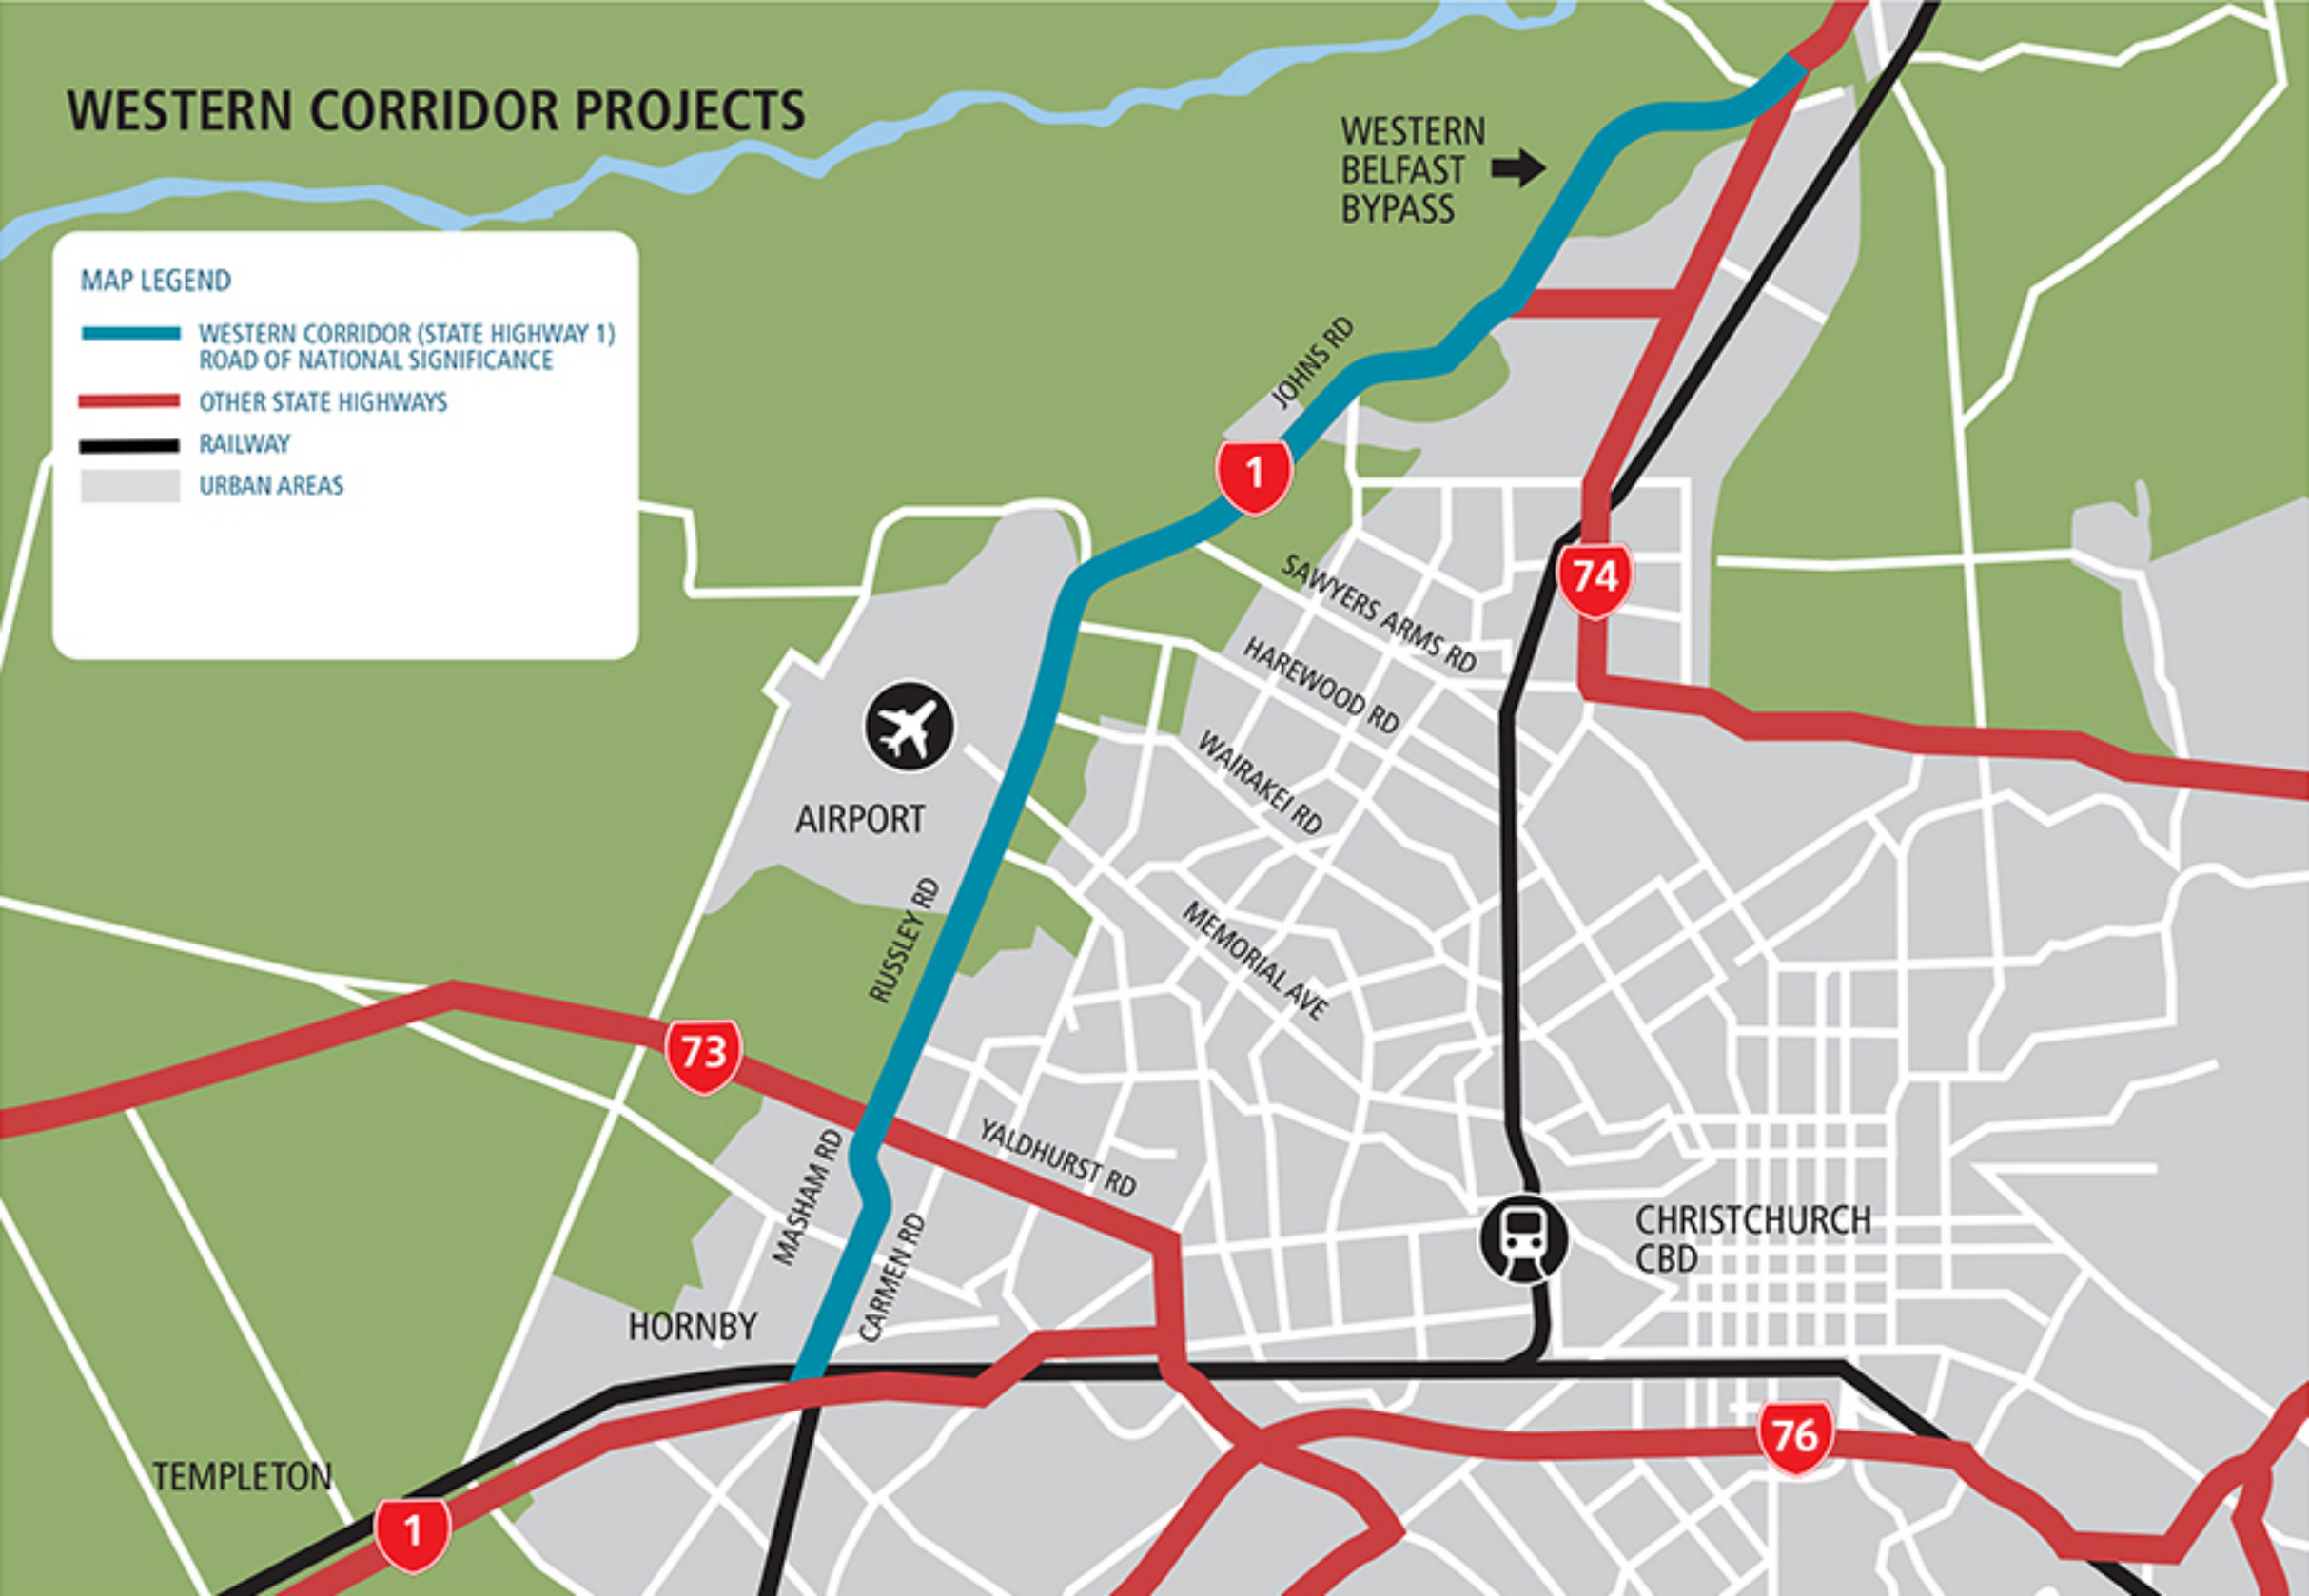 WESTERN CORRIDOR PROJECTS
MAP LEGEND
WESTERN CORRIDOR (STATE HIGHWAY 1)
ROAD OF NATIONAL SIGNIFICANCE
OTHER STATE HIGHWAYS
RAILWAY
URBAN AREAS
WESTERN
BELFAST
BYPASS
JOHNS RD
1
74
SAWYERS ARMS RD
HAREWOOD RD
WAIRAKEI RD
AIRPORT
RUSSLEY RD
MEMORIAL AVE
73
YALDHURST RD
MASHAM RD
CARMEN RD
CHRISTCHURCH
CBD
HORNBY
76
TEMPLETON
1